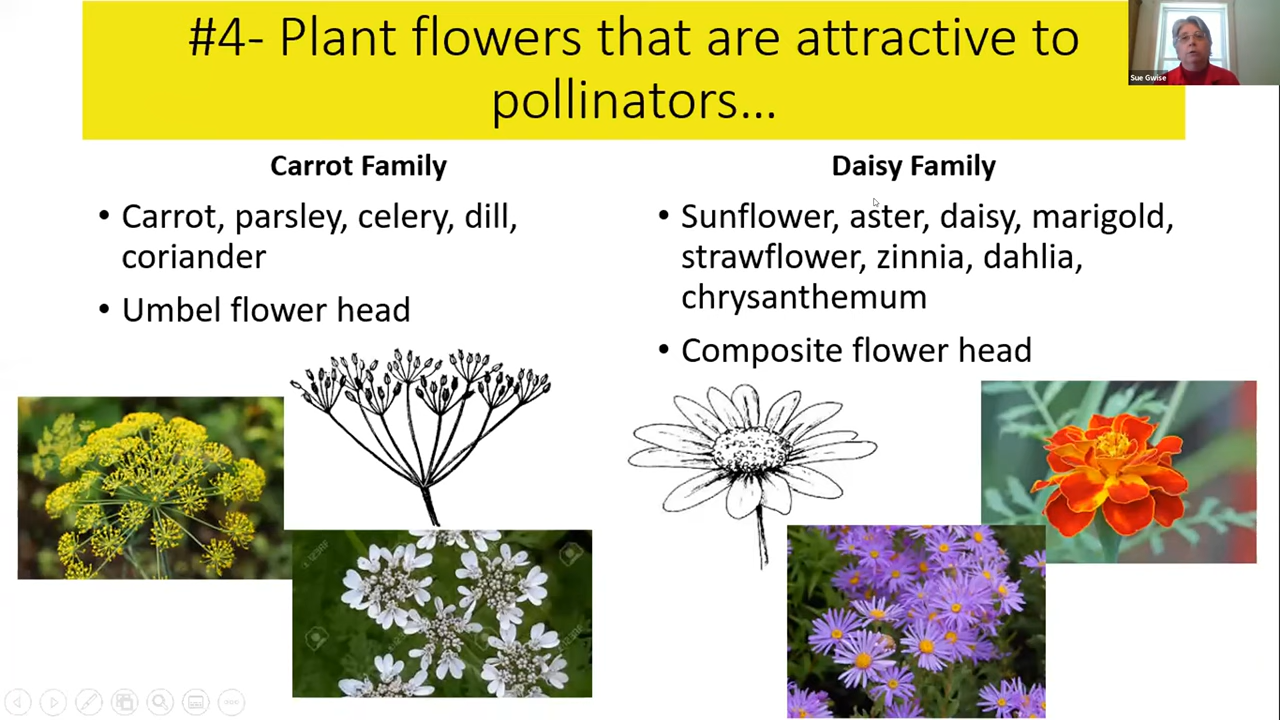 #4- Plant flowers that are attractive to
pollinators...
Sue Gwise
Carrot Family
• Carrot, parsley, celery, dill,
coriander
• Umbel flower head
Daisy Family
• Sunflower, aster, daisy, marigold,
strawflower, zinnia, dahlia,
chrysanthemum
• Composite flower head